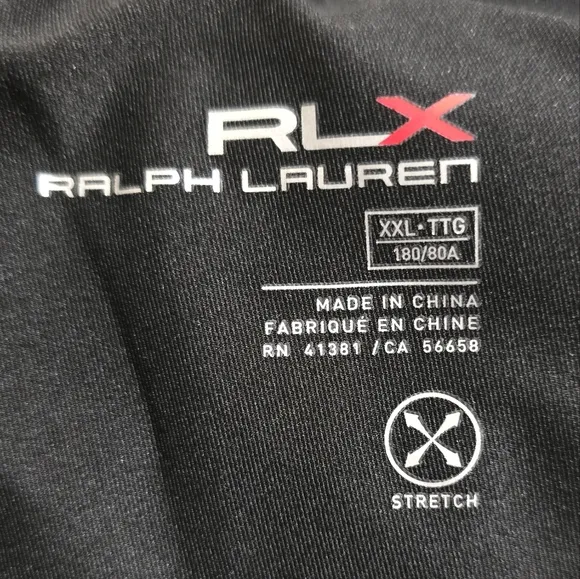 RLX
RALPH LAUREN
XXL•TTG
180/80A
MADE IN CHINA
FABRIQUÉ EN CHINE
RN 41381 / CA 56658
STRETCH